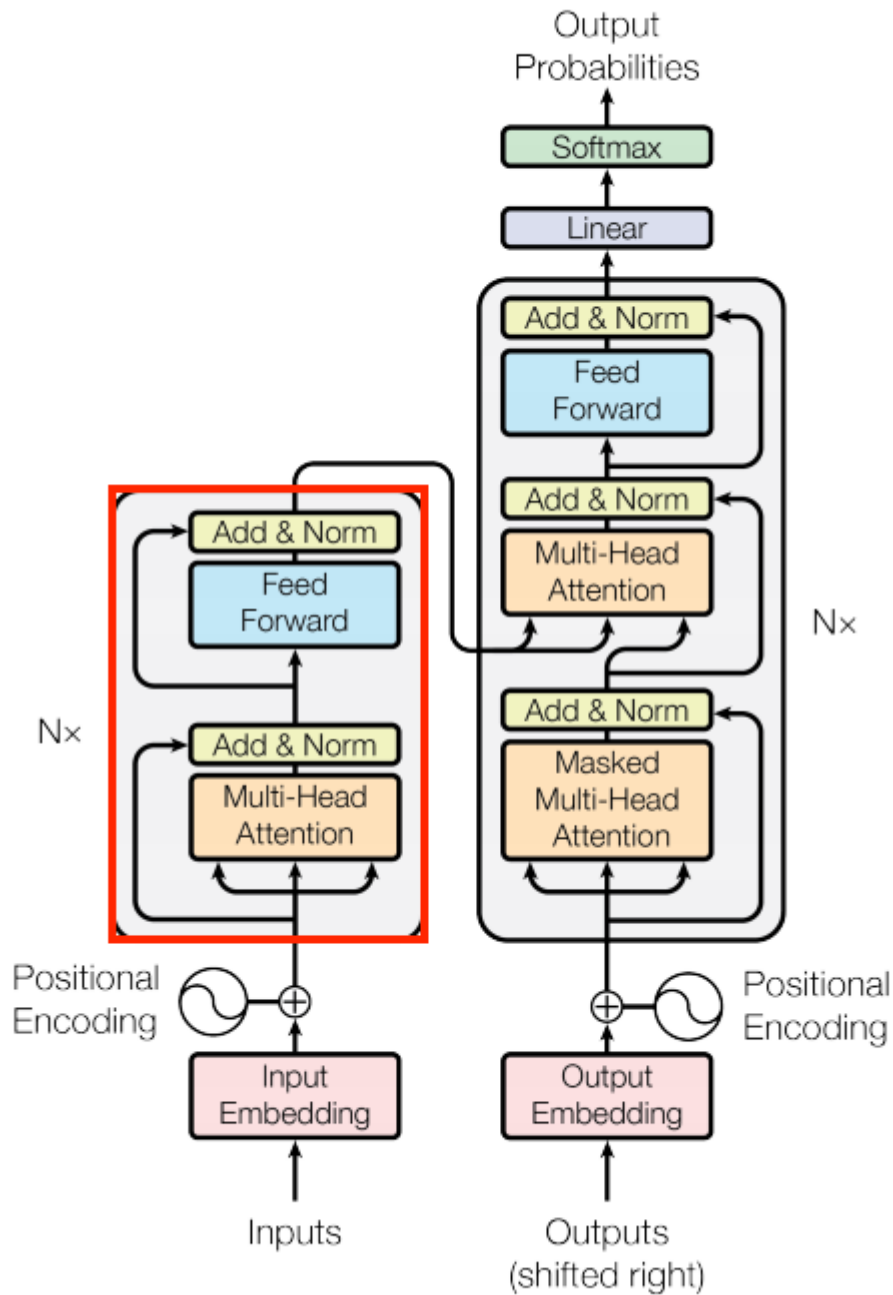 Output
Probabilities
Softmax
Linear
Add & Norm
Feed
Forward
Add & Norm
Multi-Head
Attention
Nx
Add & Norm
Masked
Multi-Head
Attention
Add & Norm
Feed
Forward
Nx
Add & Norm
Multi-Head
Attention
Positional
Encoding
Positional
Encoding
Input
Embedding
Output
Embedding
Inputs
Outputs
(shifted right)